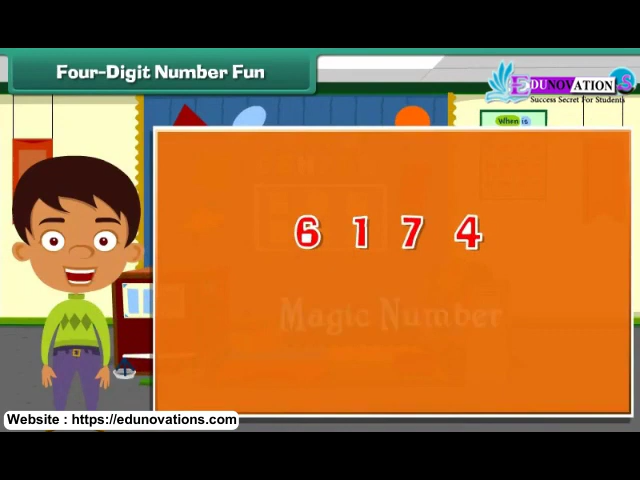 Four-Digit Number Fun
EDUNOVATIONS
Success Secret For Students
When is
6 1 7 4
Magic Number
Website : https://edunovations.com